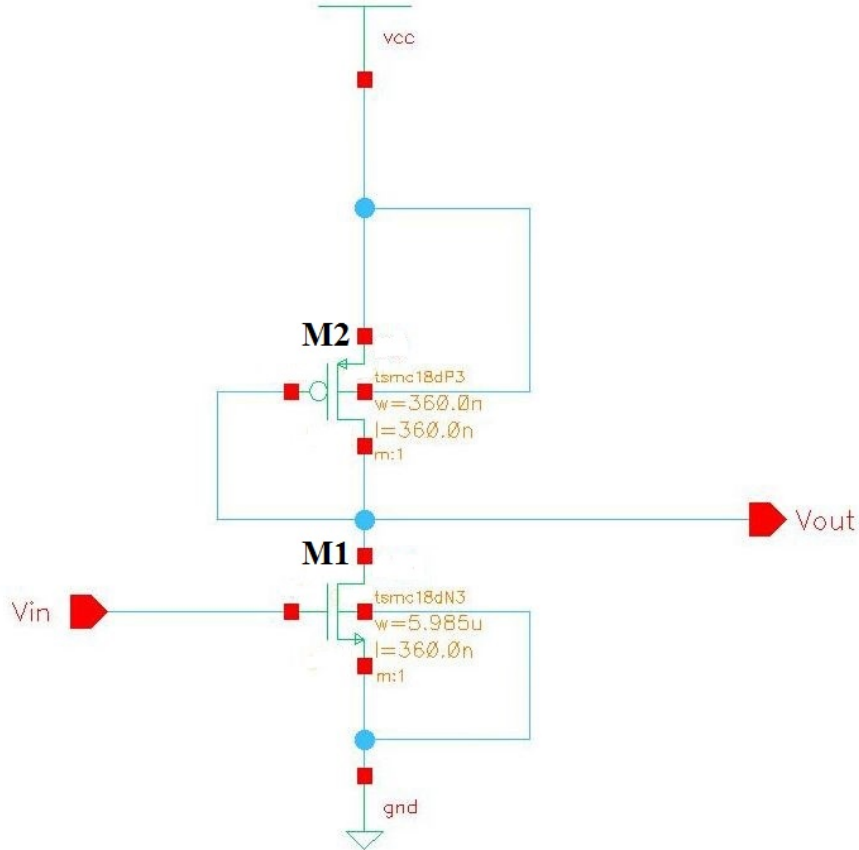 vcc
M2
tsmc18dP3
w=360.0n
l=360.0n
m:1
Vout
M1
Vin
tsmc18dN3
w=5.985u
l=360.0n
m:1
gnd